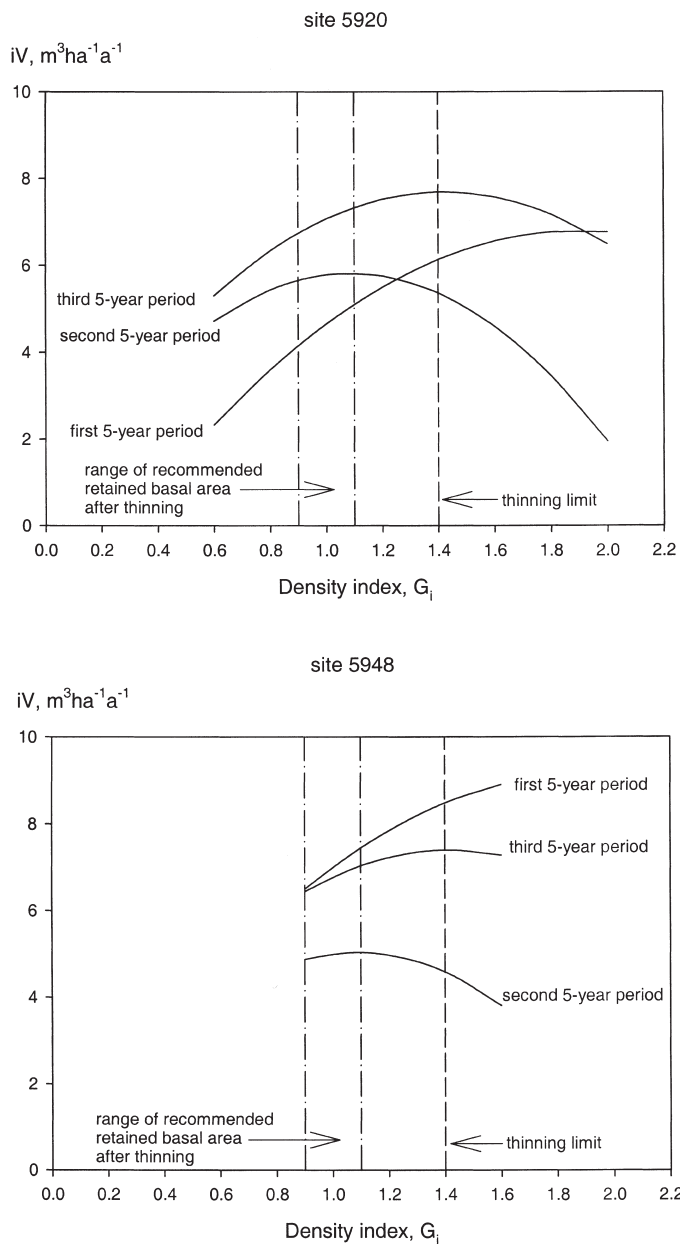 site 5920
iV, m³ha⁻¹a⁻¹
10
8
6
4
2
0
third 5-year period
second 5-year period
first 5-year period
range of recommended
retained basal area
after thinning
thinning limit
0.0 0.2 0.4 0.6 0.8 1.0 1.2 1.4 1.6 1.8 2.0 2.2
Density index, Gᵢ
site 5948
iV, m³ha⁻¹a⁻¹
10
8
6
4
2
0
first 5-year period
third 5-year period
second 5-year period
range of recommended
retained basal area
after thinning
thinning limit
0.0 0.2 0.4 0.6 0.8 1.0 1.2 1.4 1.6 1.8 2.0 2.2
Density index, Gᵢ